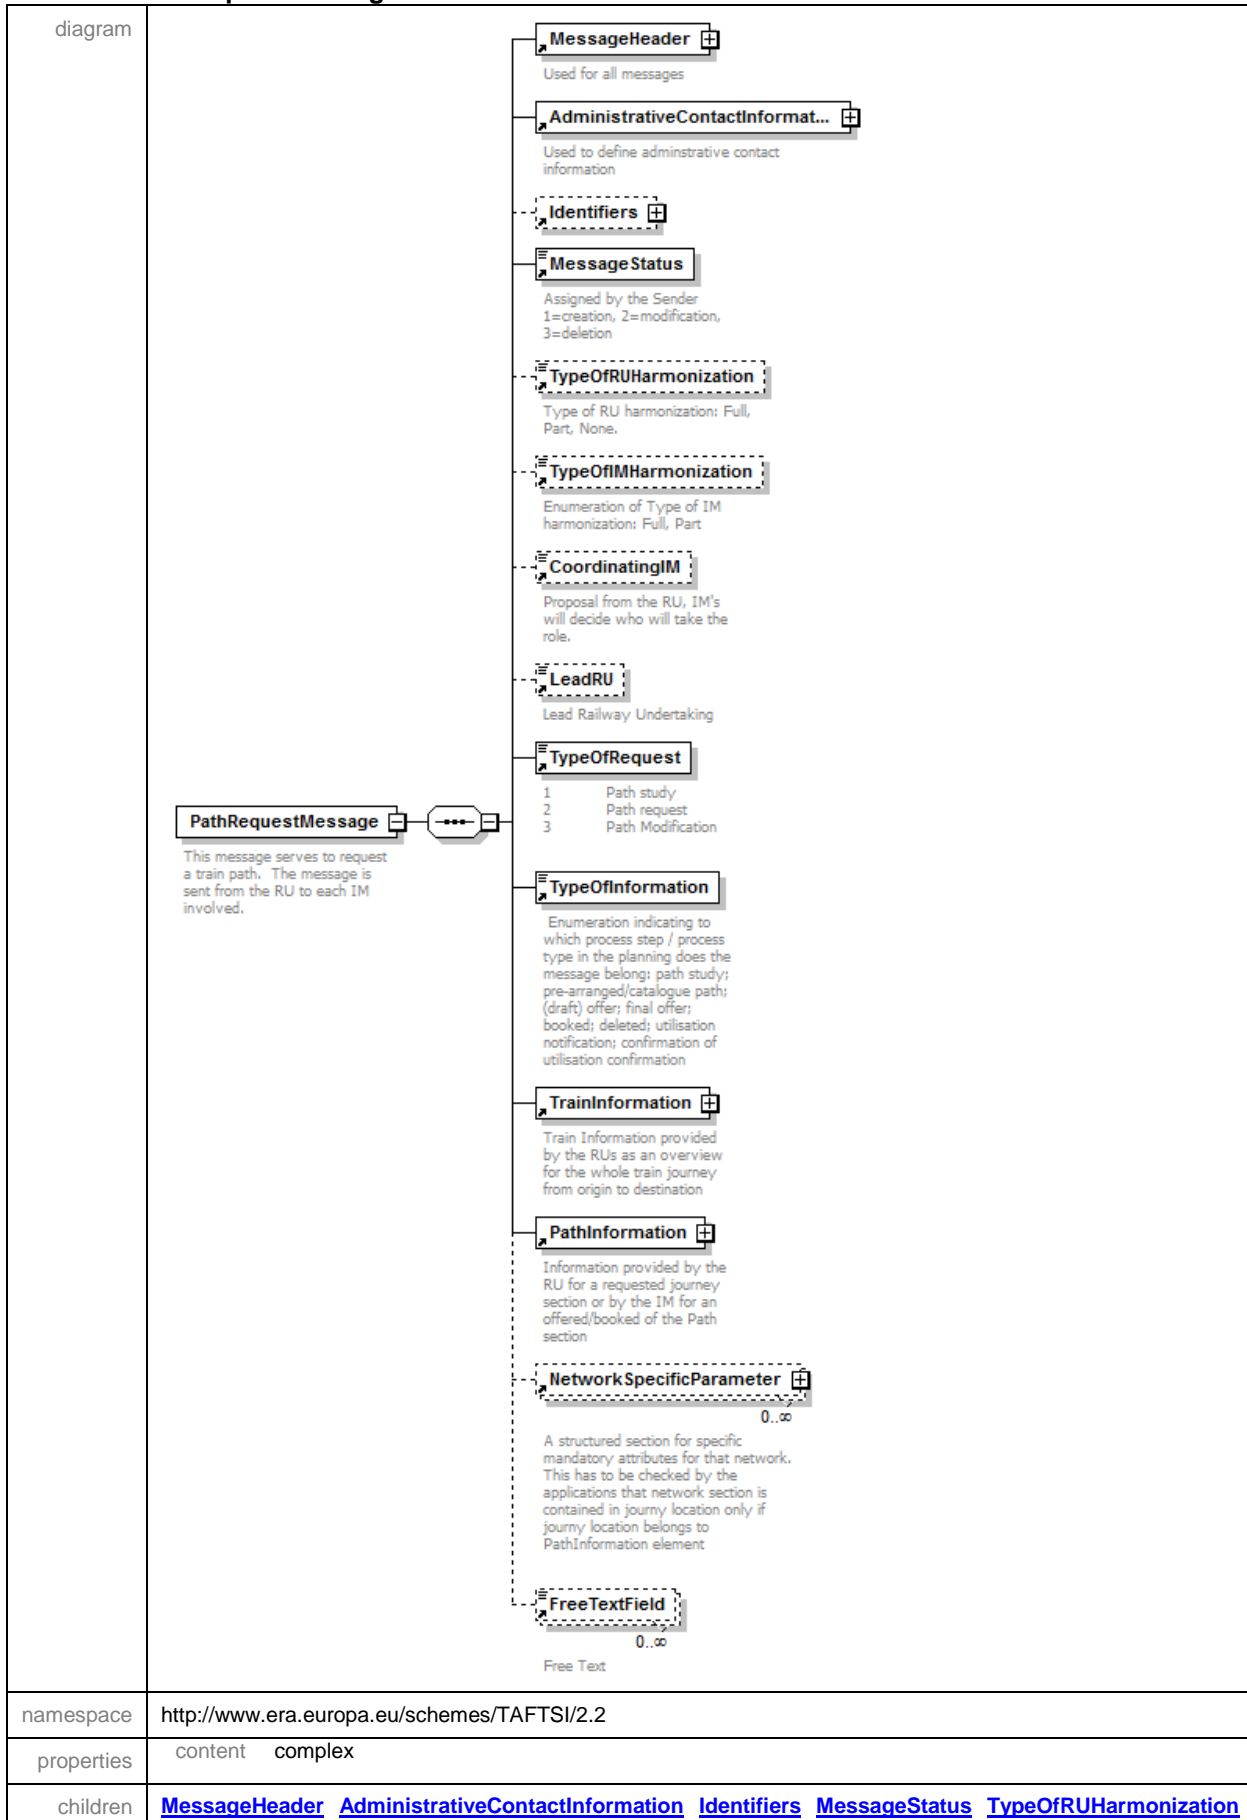 diagram
MessageHeader
Used for all messages
AdministrativeContactInformat...
Used to define adminstrative contact
information
Identifiers
MessageStatus
Assigned by the Sender
1=creation, 2=modification,
3=deletion
TypeOfRUHarmonization
Type of RU harmonization: Full,
Part, None.
TypeOfIMHarmonization
Enumeration of Type of IM
harmonization: Full, Part
CoordinatingIM
Proposal from the RU, IM's
will decide who will take the
role.
LeadRU
Lead Railway Undertaking
TypeOfRequest
1 Path study
2 Path request
3 Path Modification
PathRequestMessage
This message serves to request
a train path. The message is
sent from the RU to each IM
involved.
TypeOfInformation
Enumeration indicating to
which process step / process
type in the planning does the
message belong: path study;
pre-arranged/catalogue path;
(draft) offer; final offer;
booked; deleted; utilisation
notification; confirmation of
utilisation confirmation
TrainInformation
Train Information provided
by the RUs as an overview
for the whole train journey
from origin to destination
PathInformation
Information provided by the
RU for a requested journey
section or by the IM for an
offered/booked of the Path
section
NetworkSpecificParameter
0..∞
A structured section for specific
mandatory attributes for that network.
This has to be checked by the
applications that network section is
contained in journy location only if
journy location belongs to
PathInformation element
FreeTextField
0..∞
Free Text
namespace http://www.era.europa.eu/schemes/TAFTSI/2.2
properties content complex
children MessageHeader AdministrativeContactInformation Identifiers MessageStatus TypeOfRUHarmonization